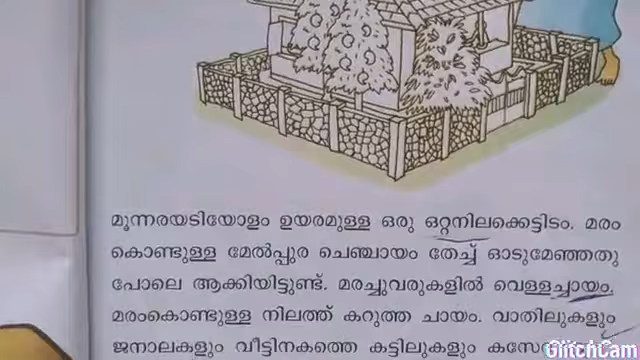 മൂന്നരയടിയോളം ഉയരമുള്ള ഒരു ഒറ്റനിലക്കെട്ടിടം. മരം
കൊണ്ടുള്ള മേൽപ്പുര ചെഞ്ചായം തേച്ച് ഓടുമേഞ്ഞതു
പോലെ ആക്കിയിട്ടുണ്ട്. മരച്ചുവരുകളിൽ വെള്ളച്ചായം.
മരംകൊണ്ടുള്ള നിലത്ത് കറുത്ത ചായം. വാതിലുകളും
ജനാലകളും വീട്ടിനകത്തെ കട്ടിലുകളും
GlitchCam